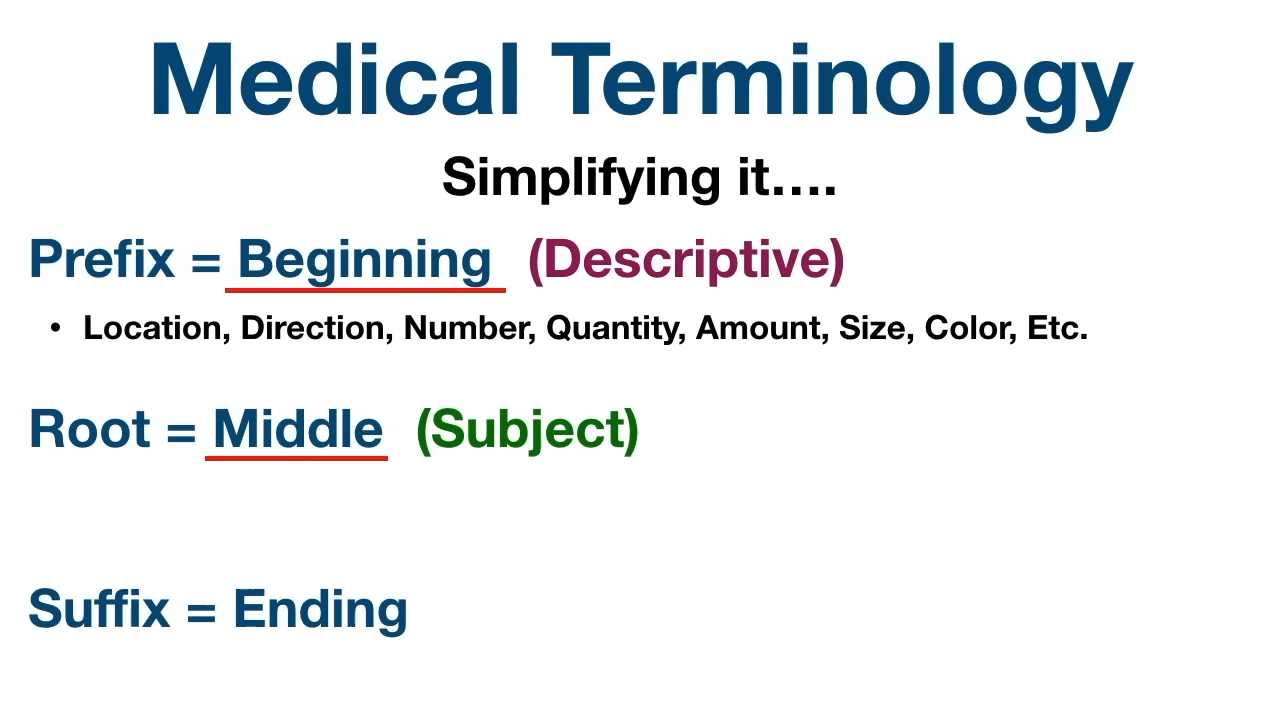 Medical Terminology
Simplifying it....
Prefix = Beginning (Descriptive)
• Location, Direction, Number, Quantity, Amount, Size, Color, Etc.
Root = Middle (Subject)
Suffix = Ending